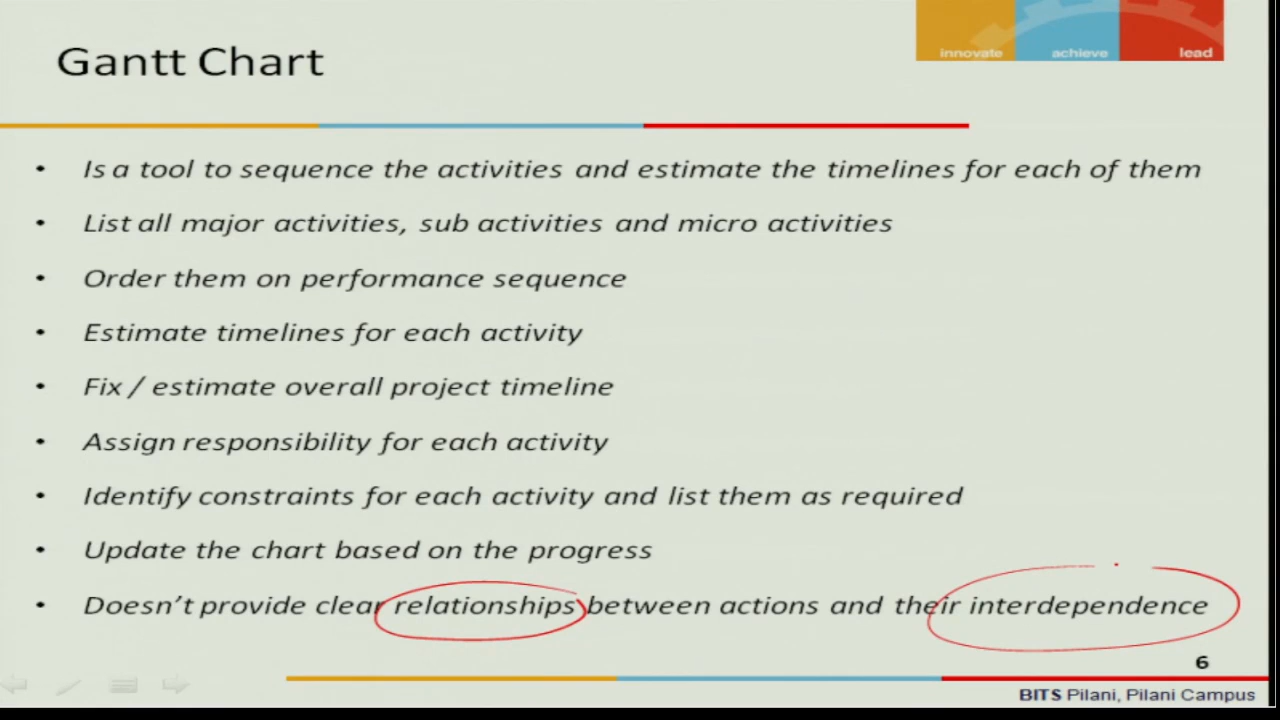 Gantt Chart
innovate achieve lead
• Is a tool to sequence the activities and estimate the timelines for each of them
• List all major activities, sub activities and micro activities
• Order them on performance sequence
• Estimate timelines for each activity
• Fix / estimate overall project timeline
• Assign responsibility for each activity
• Identify constraints for each activity and list them as required
• Update the chart based on the progress
• Doesn't provide clear relationships between actions and their interdependence
6
BITS Pilani, Pilani Campus